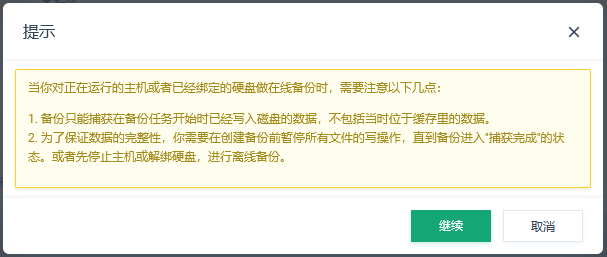 提示
当你对正在运行的主机或者已经绑定的硬盘做在线备份时，需要注意以下几点：
1. 备份只能捕获在备份任务开始时已经写入磁盘的数据，不包括当时位于缓存里的数据。
2. 为了保证数据的完整性，你需要在创建备份前暂停所有文件的写操作，直到备份进入"捕获完成"的状
态。或者先停止主机或解绑硬盘，进行离线备份。
继续
取消